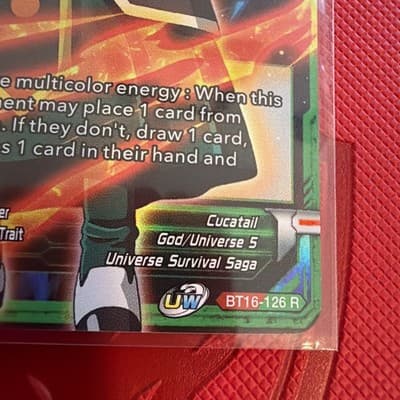 e multicolor energy : When this
nent may place 1 card from
. If they don't, draw 1 card,
s 1 card in their hand and
er
Trait
Cucatail
God/Universe 5
Universe Survival Saga
UW
BT16-126 R